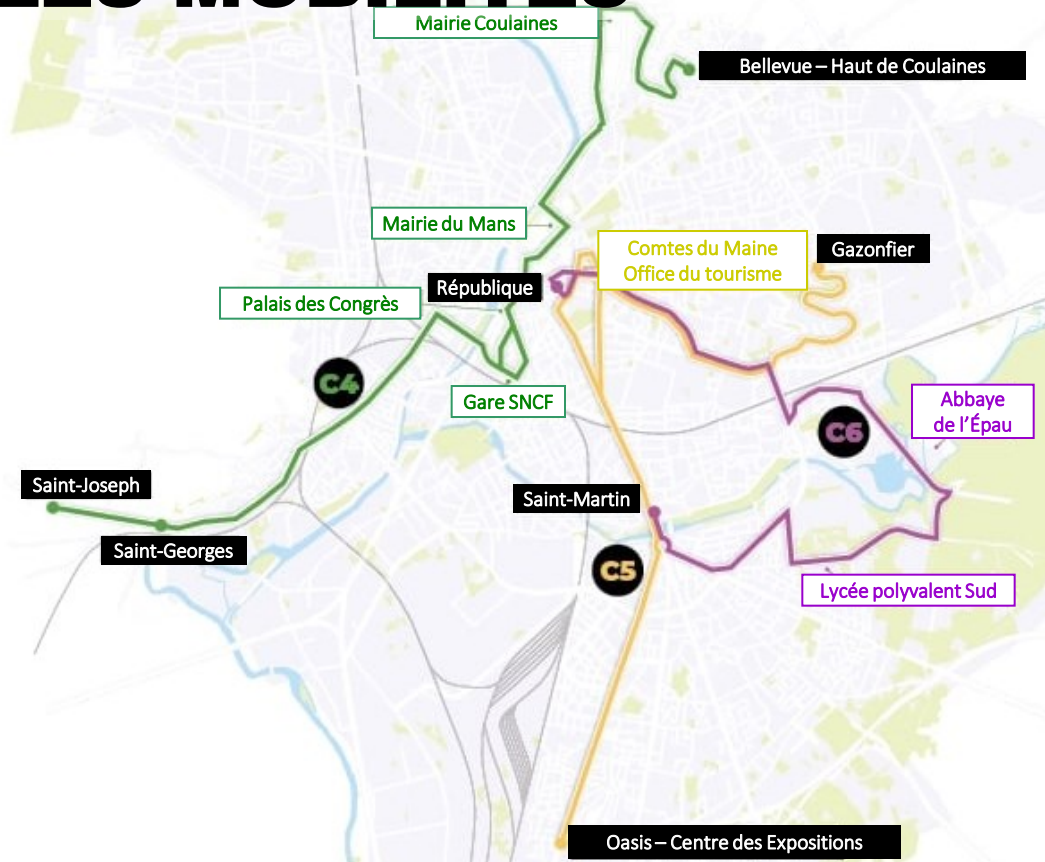 Mairie Coulaines
Bellevue – Haut de Coulaines
Mairie du Mans
Comtes du Maine
Office du tourisme
Gazonfier
République
Palais des Congrès
C4
Gare SNCF
Abbaye
de l'Épau
C6
Saint-Joseph
Saint-Martin
Saint-Georges
C5
Lycée polyvalent Sud
Oasis – Centre des Expositions